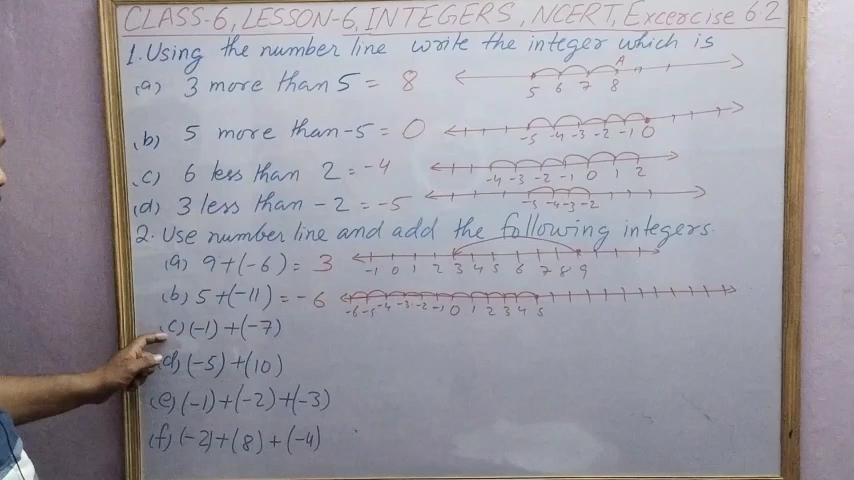 CLASS-6, LESSON-6, INTEGERS, NCERT, Excercise 6.2
1. Using the number line write the integer which is
(a) 3 more than 5 = 8
A
5 6 7 8
(b) 5 more than -5 = 0
-5 -4 -3 -2 -1 0
(c) 6 less than 2 = -4
-4 -3 -2 -1 0 1 2
(d) 3 less than -2 = -5
-5 -4 -3 -2
2. Use number line and add the following integers.
(a) 9+(-6) = 3
-1 0 1 2 3 4 5 6 7 8 9
(b) 5+(-11) = -6
-6 -5 -4 -3 -2 -1 0 1 2 3 4 5
(c) (-1)+(-7)
(d) (-5)+(10)
(e) (-1)+(-2)+(-3)
(f) (-2)+(8)+(-4)